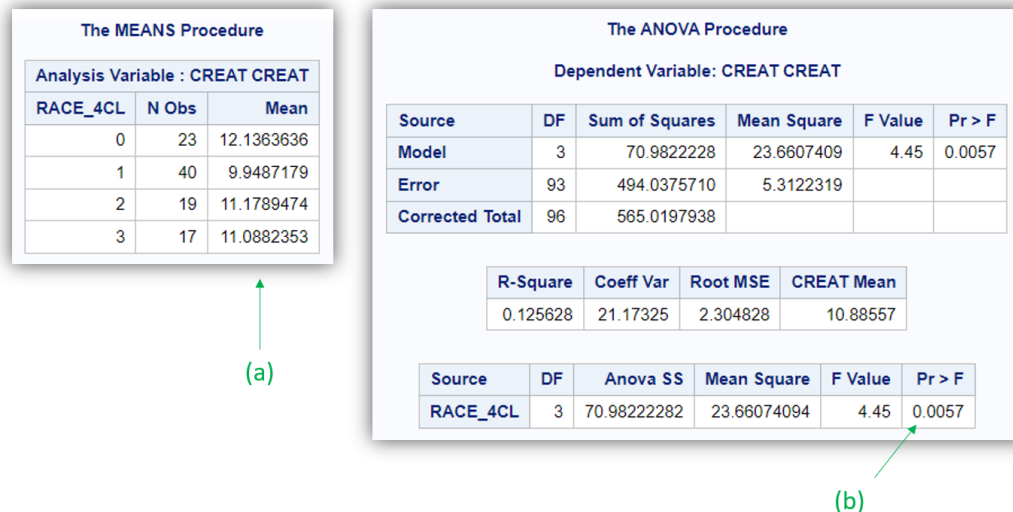 The MEANS Procedure
Analysis Variable : CREAT CREAT
RACE_4CL N Obs Mean
0 23 12.1363636
1 40 9.9487179
2 19 11.1789474
3 17 11.0882353
(a)
The ANOVA Procedure
Dependent Variable: CREAT CREAT
Source DF Sum of Squares Mean Square F Value Pr > F
Model 3 70.9822228 23.6607409 4.45 0.0057
Error 93 494.0375710 5.3122319
Corrected Total 96 565.0197938
R-Square Coeff Var Root MSE CREAT Mean
0.125628 21.17325 2.304828 10.88557
Source DF Anova SS Mean Square F Value Pr > F
RACE_4CL 3 70.98222282 23.66074094 4.45 0.0057
(b)